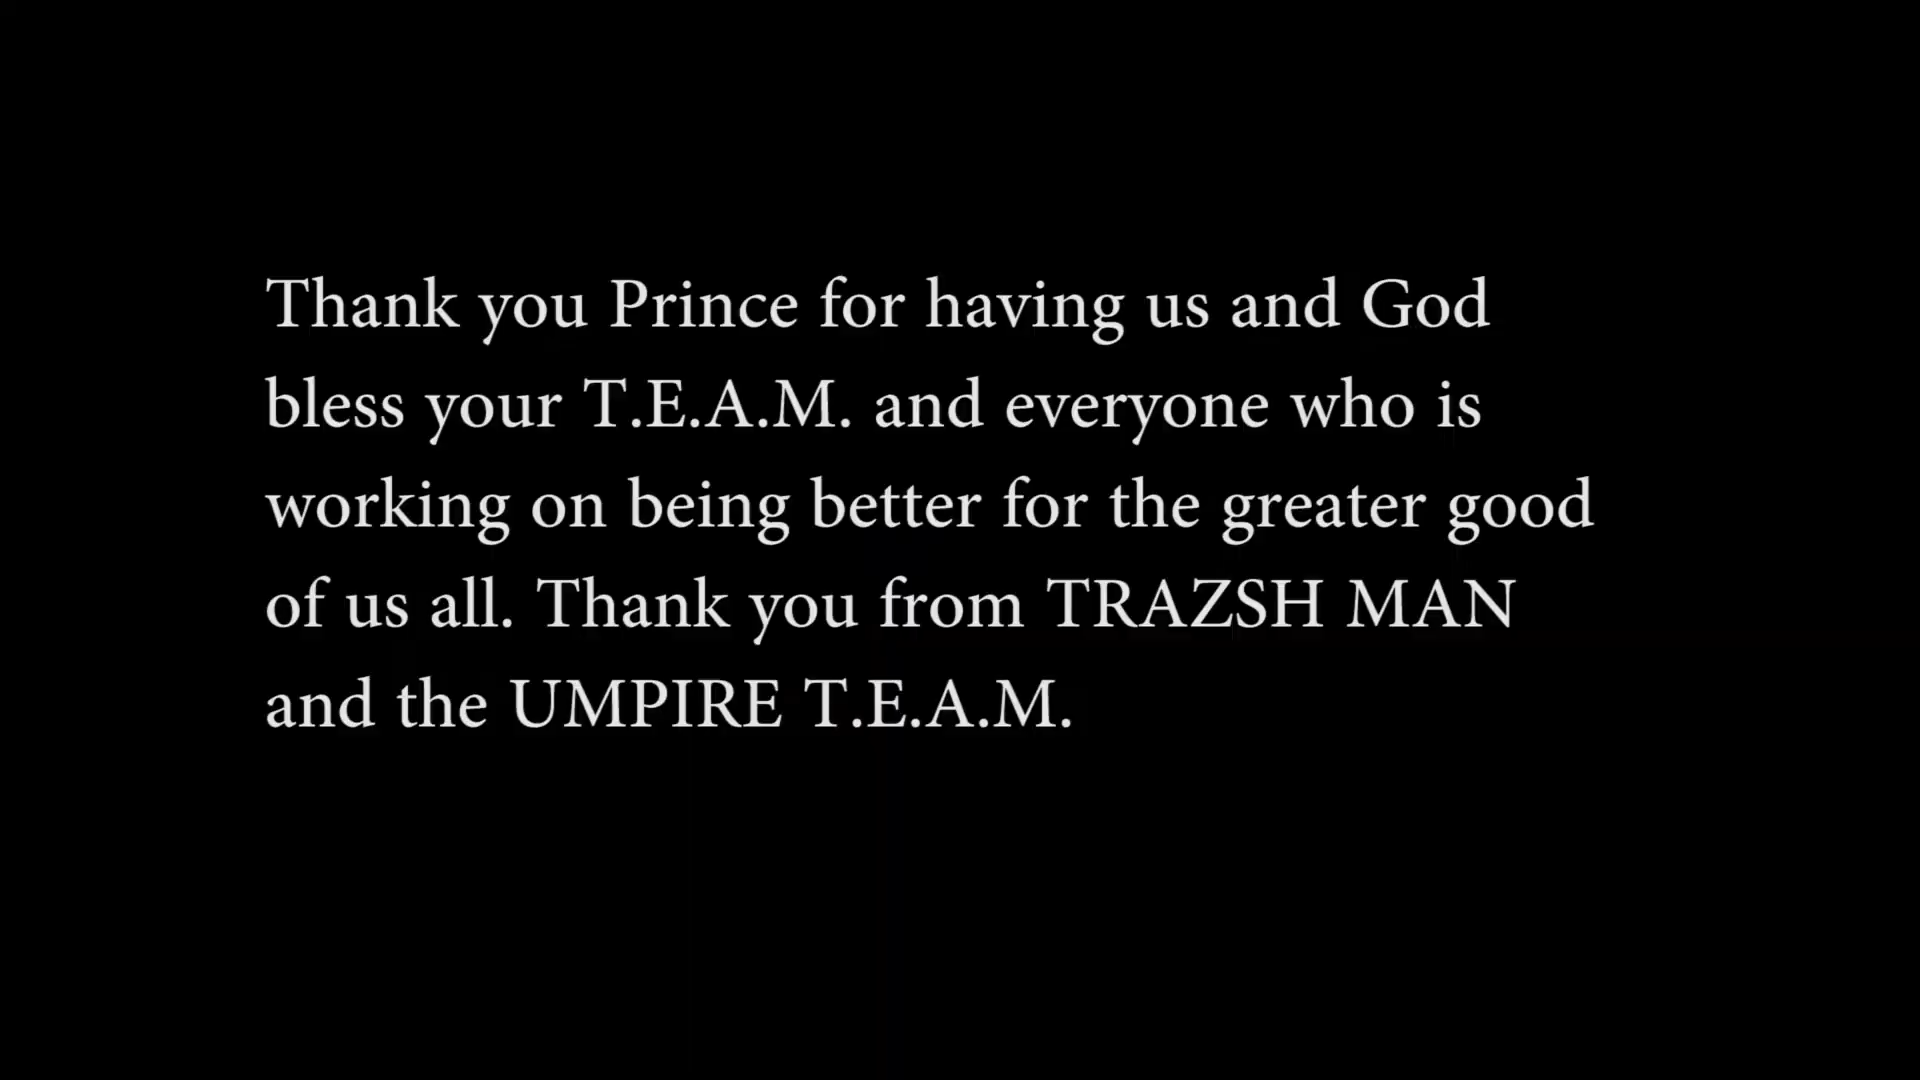 Thank you Prince for having us and God
bless your T.E.A.M. and everyone who is
working on being better for the greater good
of us all. Thank you from TRAZSH MAN
and the UMPIRE T.E.A.M.